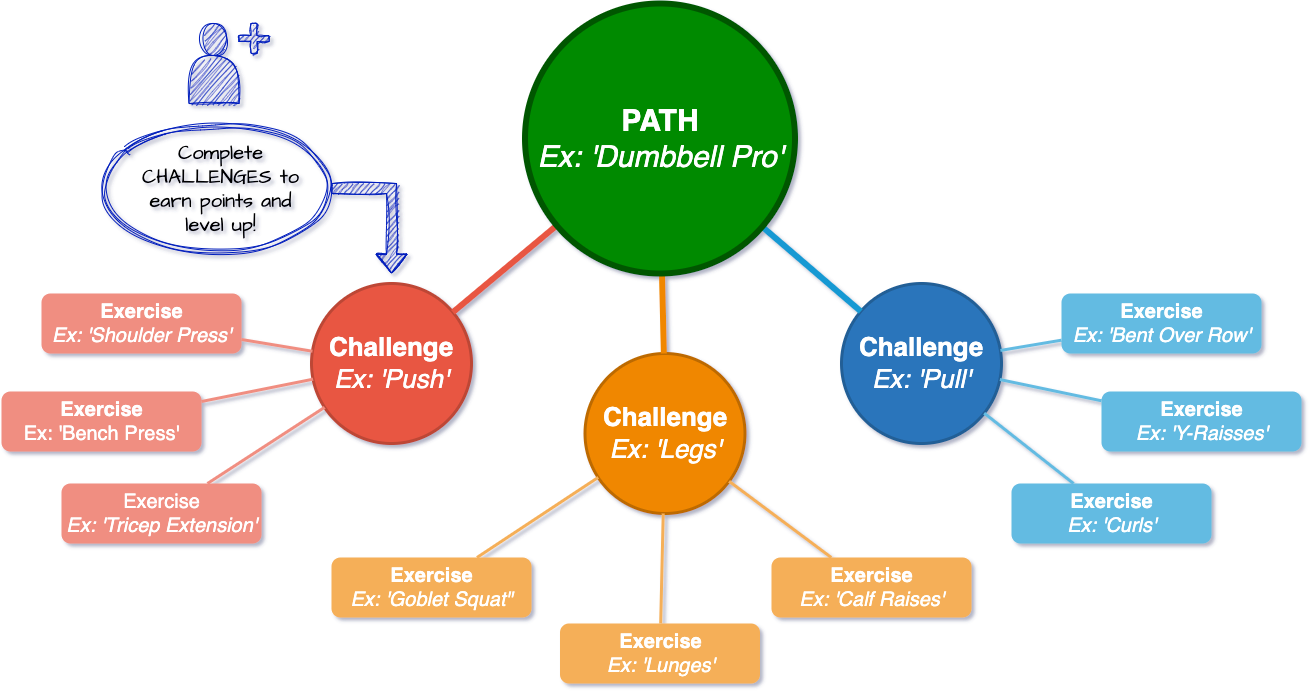 PATH
Ex: 'Dumbbell Pro'
Complete
CHALLENGES to
earn points and
level up!
Challenge
Ex: 'Push'
Exercise
Ex: 'Shoulder Press'
Exercise
Ex: 'Bench Press'
Exercise
Ex: 'Tricep Extension'
Challenge
Ex: 'Legs'
Exercise
Ex: 'Goblet Squat"
Exercise
Ex: 'Lunges'
Exercise
Ex: 'Calf Raises'
Challenge
Ex: 'Pull'
Exercise
Ex: 'Bent Over Row'
Exercise
Ex: 'Y-Raisses'
Exercise
Ex: 'Curls'